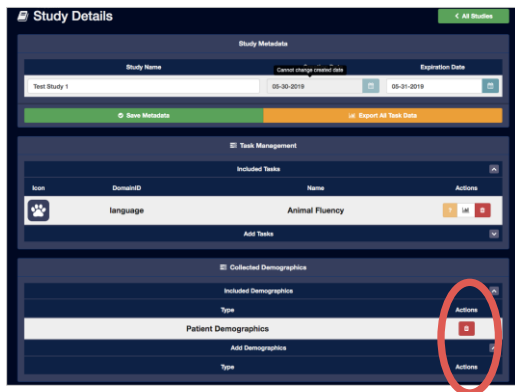 Study Details
< All Studies
Study Metadata
Study Name
Expiration Date
Cannot change created date
Test Study 1
05-30-2019
05-31-2019
Save Metadata
Export All Task Data
Task Management
Included Tasks
Icon DomainID Name Actions
language Animal Fluency
Add Tasks
Collected Demographics
Included Demographics
Type Actions
Patient Demographics
Add Demographics
Type Actions